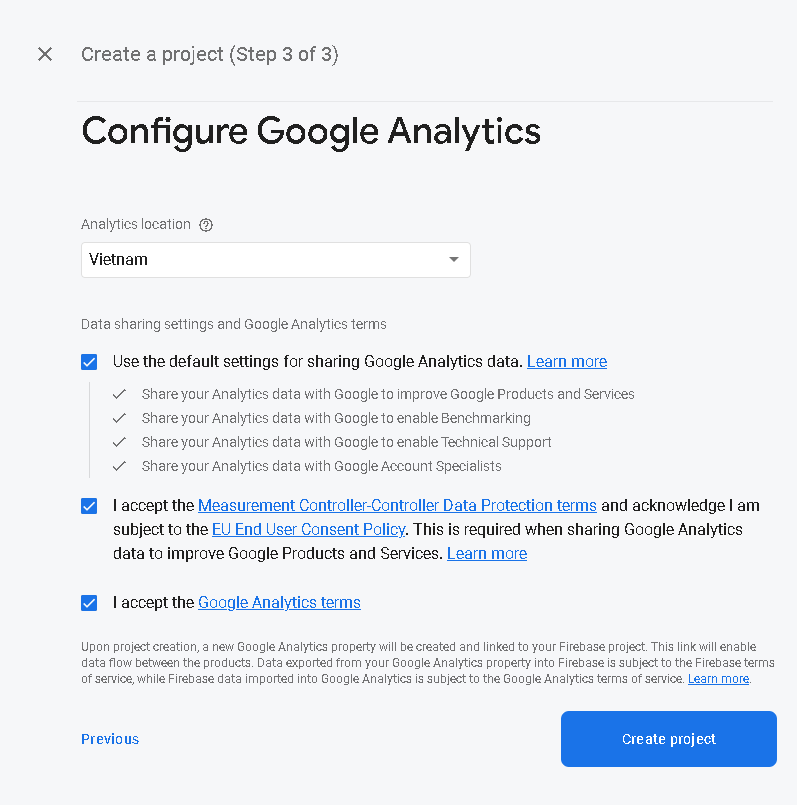 Create a project (Step 3 of 3)
Configure Google Analytics
Analytics location
Vietnam
Data sharing settings and Google Analytics terms
Use the default settings for sharing Google Analytics data. Learn more
Share your Analytics data with Google to improve Google Products and Services
Share your Analytics data with Google to enable Benchmarking
Share your Analytics data with Google to enable Technical Support
Share your Analytics data with Google Account Specialists
I accept the Measurement Controller-Controller Data Protection terms and acknowledge I am
subject to the EU End User Consent Policy. This is required when sharing Google Analytics
data to improve Google Products and Services. Learn more
I accept the Google Analytics terms
Upon project creation, a new Google Analytics property will be created and linked to your Firebase project. This link will enable
data flow between the products. Data exported from your Google Analytics property into Firebase is subject to the Firebase terms
of service, while Firebase data imported into Google Analytics is subject to the Google Analytics terms of service. Learn more.
Previous
Create project